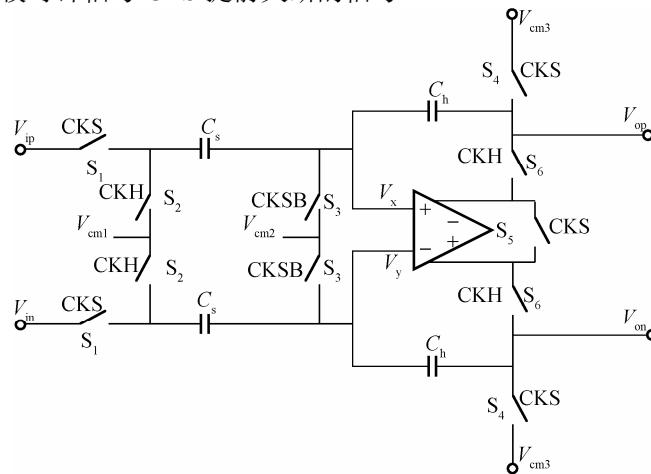 V_cm3
S_4 CKS
C_h
V_ip CKS C_s V_op
S_1 CKH S_6
CKH S_2 CKSB S_3 V_x + − S_5 CKS
V_cm1 V_cm2
CKH S_2 CKSB S_3 V_y − +
CKH S_6
V_in CKS C_s V_on
S_1
C_h
S_4 CKS
V_cm3